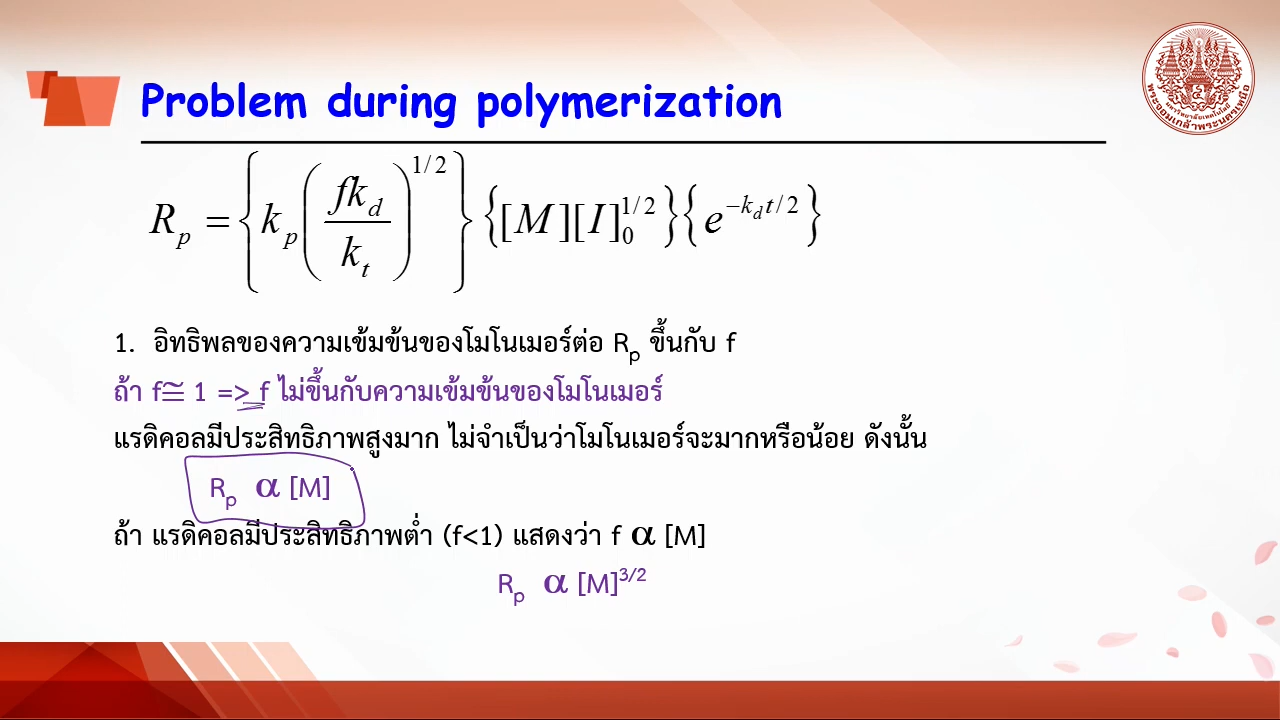 Problem during polymerization
R_p = {k_p (fk_d / k_t)^{1/2}} {[M][I]_0^{1/2}} {e^{-k_d t/2}}
1. อิทธิพลของความเข้มข้นของโมโนเมอร์ต่อ R_p ขึ้นกับ f
ถ้า f≅ 1 => f ไม่ขึ้นกับความเข้มข้นของโมโนเมอร์
แรดิคอลมีประสิทธิภาพสูงมาก ไม่จำเป็นว่าโมโนเมอร์จะมากหรือน้อย ดังนั้น
R_p α [M]
ถ้า แรดิคอลมีประสิทธิภาพต่ำ (f<1) แสดงว่า f α [M]
R_p α [M]^{3/2}